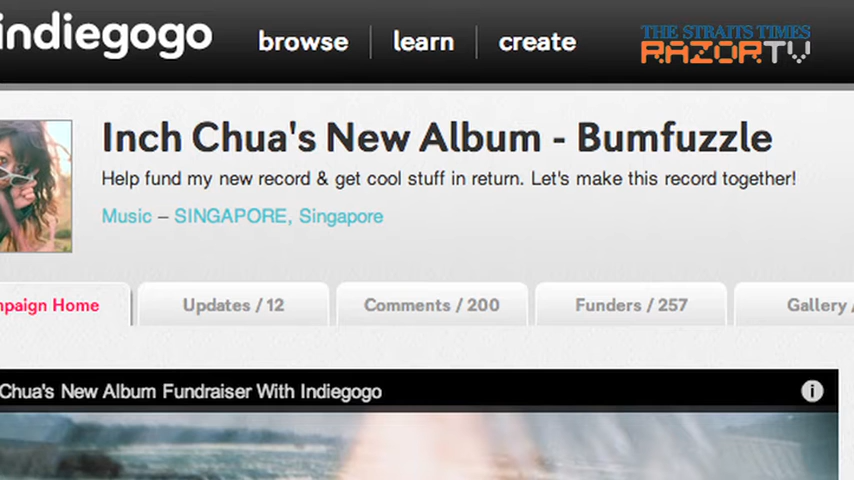 indiegogo
browse
learn
create
THE STRAITS TIMES
RAZORTV
Inch Chua's New Album - Bumfuzzle
Help fund my new record & get cool stuff in return. Let's make this record together!
Music – SINGAPORE, Singapore
mpaign Home
Updates / 12
Comments / 200
Funders / 257
Gallery /
Chua's New Album Fundraiser With Indiegogo
i